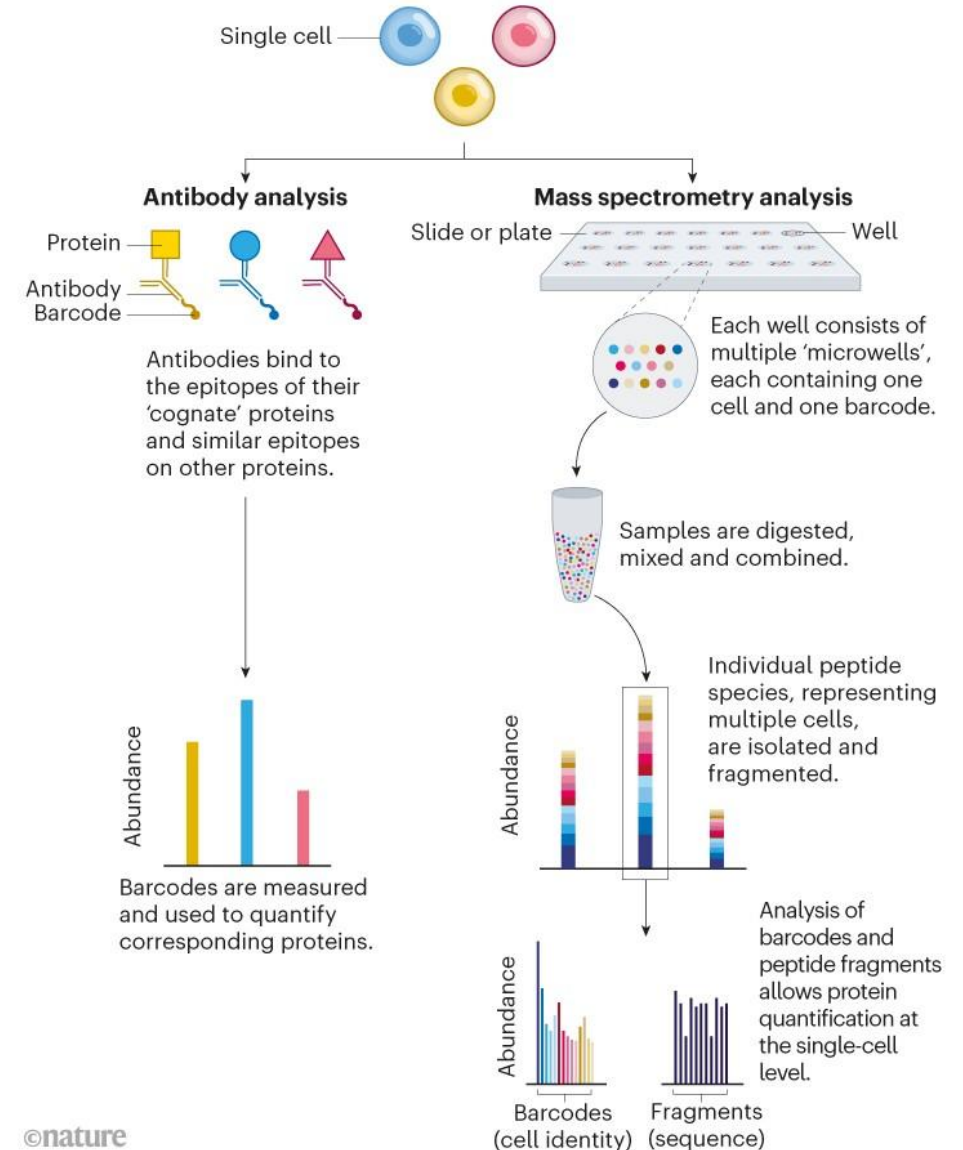 Single cell
Antibody analysis
Protein
Antibody
Barcode
Antibodies bind to
the epitopes of their
‘cognate’ proteins
and similar epitopes
on other proteins.
Abundance
Barcodes are measured
and used to quantify
corresponding proteins.
Mass spectrometry analysis
Slide or plate
Well
Each well consists of
multiple ‘microwells’,
each containing one
cell and one barcode.
Samples are digested,
mixed and combined.
Individual peptide
species, representing
multiple cells,
are isolated and
fragmented.
Abundance
Analysis of
barcodes and
peptide fragments
allows protein
quantification at
the single-cell
level.
Abundance
Barcodes
(cell identity)
Fragments
(sequence)
©nature